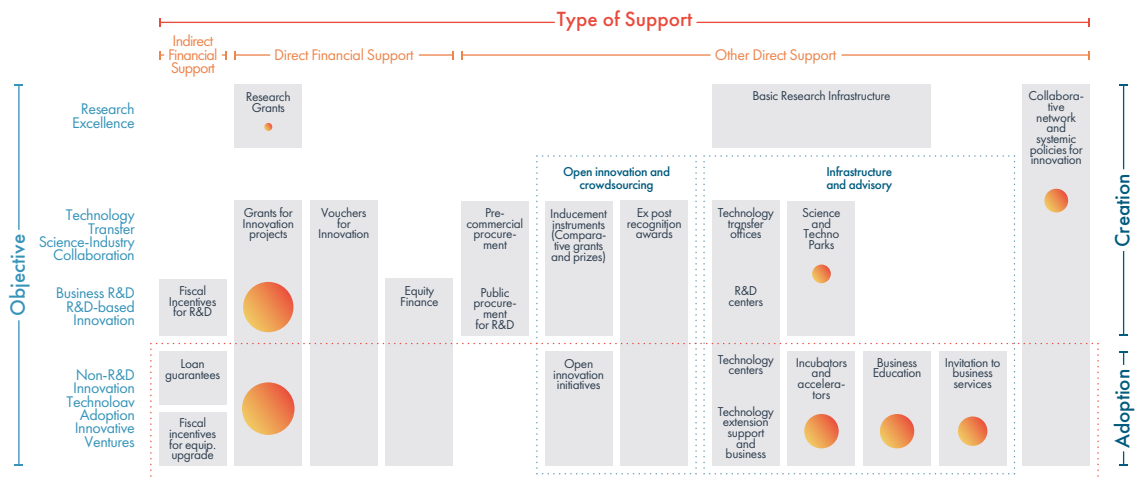 Type of Support
Indirect
Financial
Support
Direct Financial Support
Other Direct Support
Objective
Research
Excellence
Research
Grants
Basic Research Infrastructure
Collabora-
tive
network
and
systemic
policies for
innovation
Creation
Open innovation and
crowdsourcing
Infrastructure
and advisory
Technology
Transfer
Science-Industry
Collaboration
Grants for
Innovation
projects
Vouchers
for
Innovation
Pre-
commercial
procure-
ment
Inducement
instruments
(Compara-
tive grants
and prizes)
Ex post
recognition
awards
Technology
transfer
offices
Science
and
Techno
Parks
Business R&D
R&D-based
Innovation
Fiscal
Incentives
for R&D
Equity
Finance
Public
procure-
ment
for R&D
R&D
centers
Non-R&D
Innovation
Technoloav
Adoption
Innovative
Ventures
Loan
guarantees
Fiscal
incentives
for equip.
upgrade
Open
innovation
initiatives
Technology
centers
Technology
extension
support
and
business
Incubators
and
accelera-
tors
Business
Education
Invitation to
business
services
Adoption